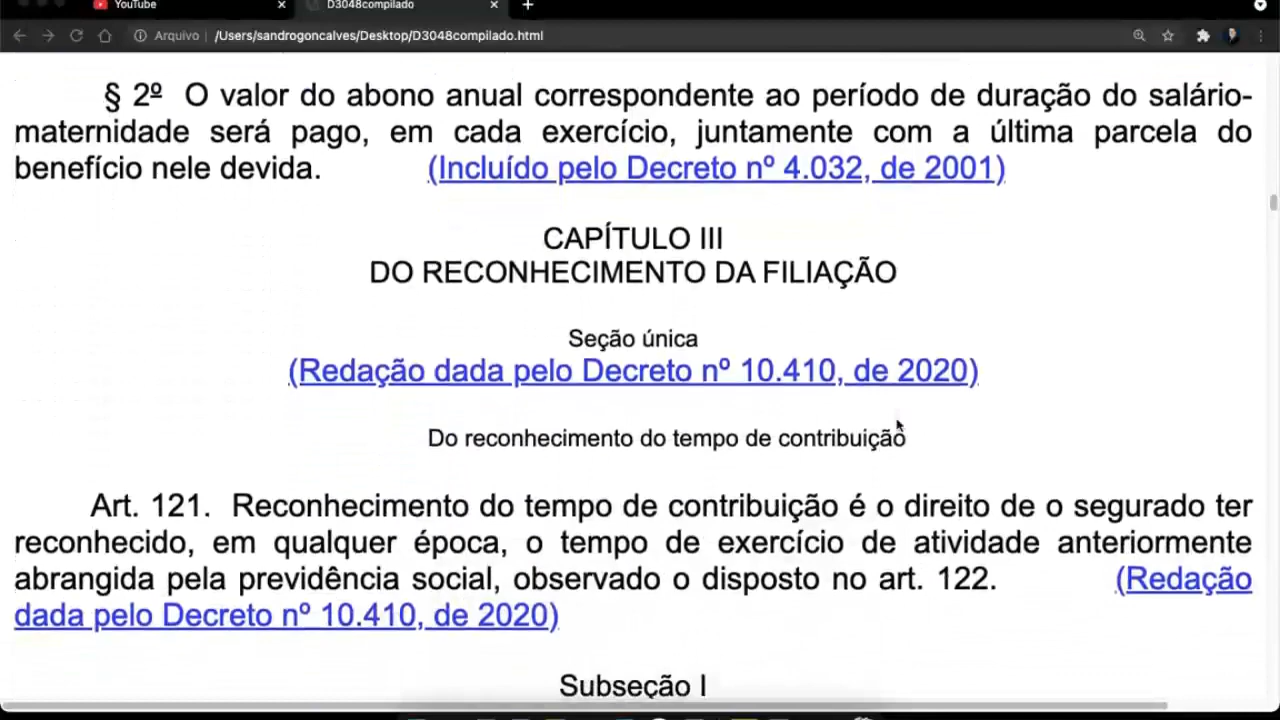 YouTube
D3048compilado
Arquivo | /Users/sandrogoncalves/Desktop/D3048compilado.html
§ 2º O valor do abono anual correspondente ao período de duração do salário-
maternidade será pago, em cada exercício, juntamente com a última parcela do
benefício nele devida. (Incluído pelo Decreto nº 4.032, de 2001)
CAPÍTULO III
DO RECONHECIMENTO DA FILIAÇÃO
Seção única
(Redação dada pelo Decreto nº 10.410, de 2020)
Do reconhecimento do tempo de contribuição
Art. 121. Reconhecimento do tempo de contribuição é o direito de o segurado ter
reconhecido, em qualquer época, o tempo de exercício de atividade anteriormente
abrangida pela previdência social, observado o disposto no art. 122. (Redação
dada pelo Decreto nº 10.410, de 2020)
Subseção I